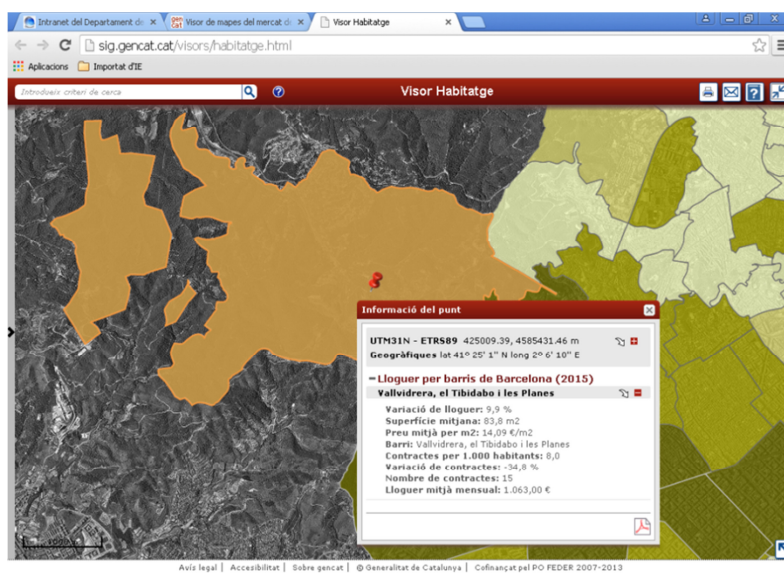 Intranet del Departament de
Visor de mapes del mercat de
Visor Habitatge
sig.gencat.cat/visors/habitatge.html
Aplicacions
Importat d'IE
Introdueix criteri de cerca
Visor Habitatge
Informació del punt
UTM31N - ETRS89 425009.39, 4585431.46 m
Geogràfiques lat 41º 25' 1'' N long 2º 6' 10'' E
Lloguer per barris de Barcelona (2015)
Vallvidrera, el Tibidabo i les Planes
Variació de lloguer: 9,9 %
Superfície mitjana: 83,8 m2
Preu mitjà per m2: 14,09 €/m2
Barri: Vallvidrera, el Tibidabo i les Planes
Contractes per 1.000 habitants: 8,0
Variació de contractes: -34,8 %
Nombre de contractes: 15
Lloguer mitjà mensual: 1.063,00 €
Avís legal | Accesibilitat | Sobre gencat | © Generalitat de Catalunya | Cofinançat pel PO FEDER 2007-2013